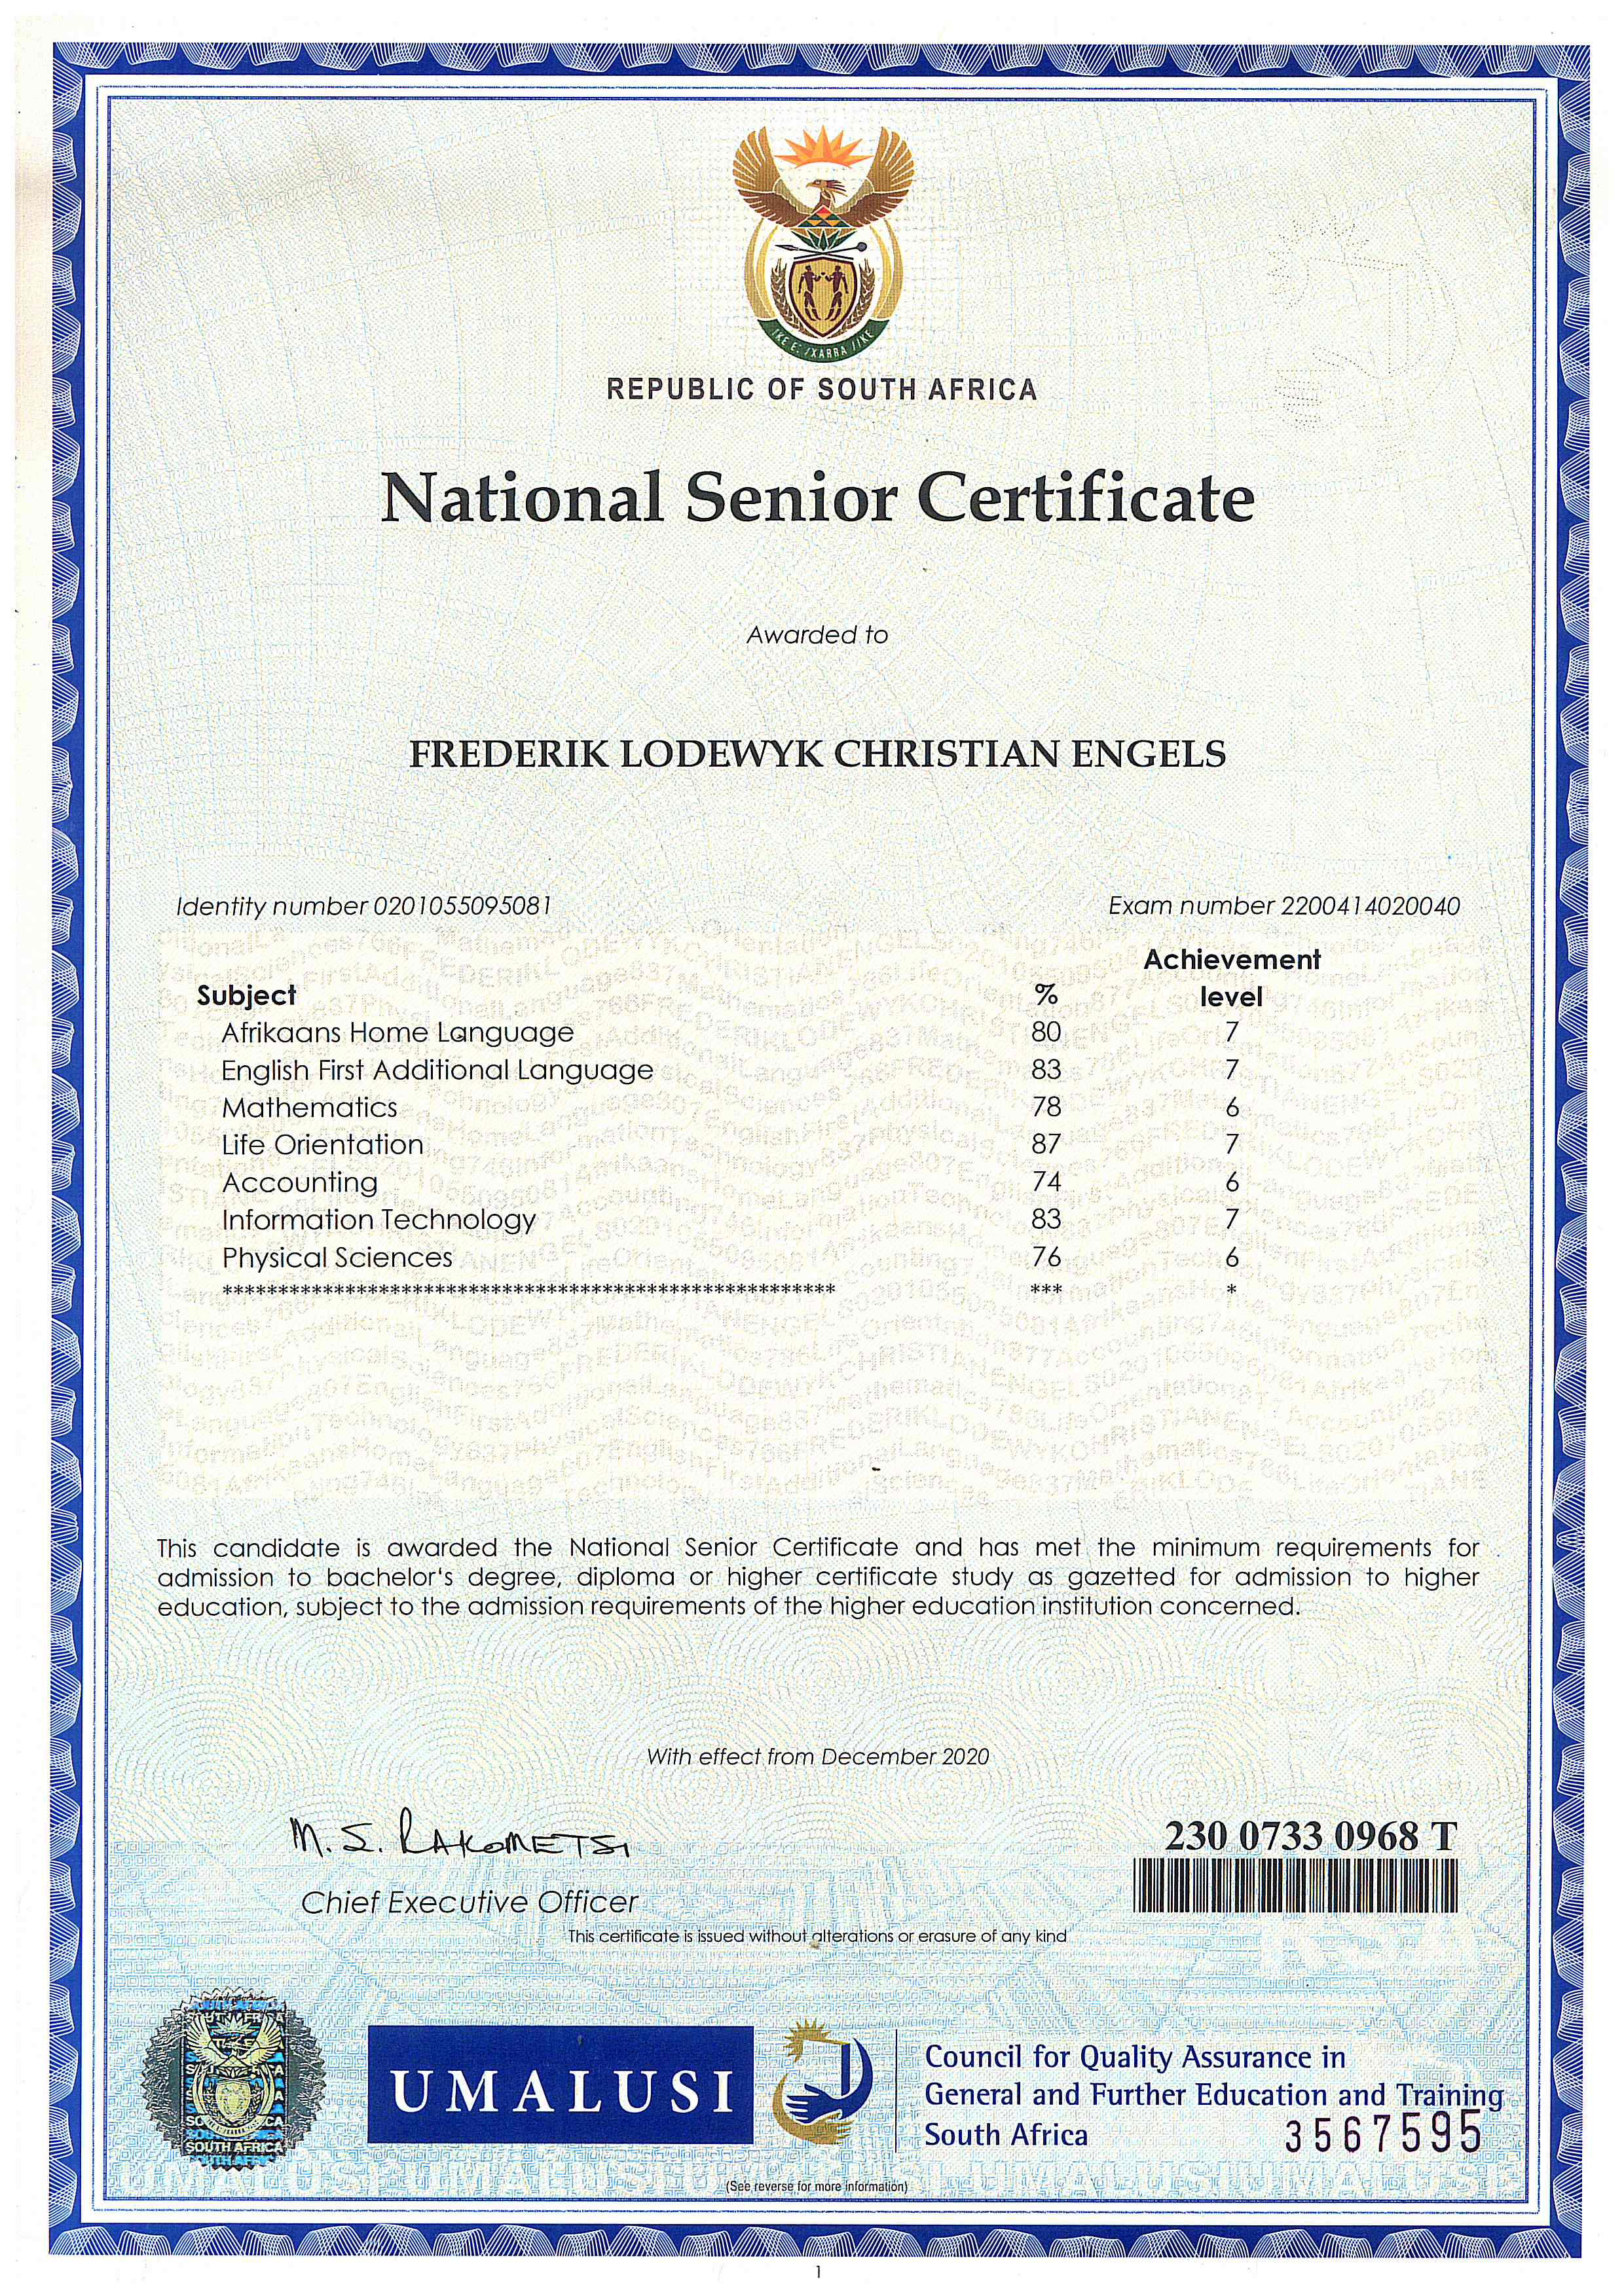 !KE E: /XARRA //KE
REPUBLIC OF SOUTH AFRICA
National Senior Certificate
Awarded to
FREDERIK LODEWYK CHRISTIAN ENGELS
Identity number 0201055095081 Exam number 2200414020040
Achievement
Subject % level
Afrikaans Home Language 80 7
English First Additional Language 83 7
Mathematics 78 6
Life Orientation 87 7
Accounting 74 6
Information Technology 83 7
Physical Sciences 76 6
******************************************************* *** *
This candidate is awarded the National Senior Certificate and has met the minimum requirements for
admission to bachelor's degree, diploma or higher certificate study as gazetted for admission to higher
education, subject to the admission requirements of the higher education institution concerned.
With effect from December 2020
M. S. RAKOMETSI
230 0733 0968 T
Chief Executive Officer
This certificate is issued without alterations or erasure of any kind
SOUTH AFRICA
UMALUSI
Council for Quality Assurance in
General and Further Education and Training
South Africa
3567595
(See reverse for more information)
1